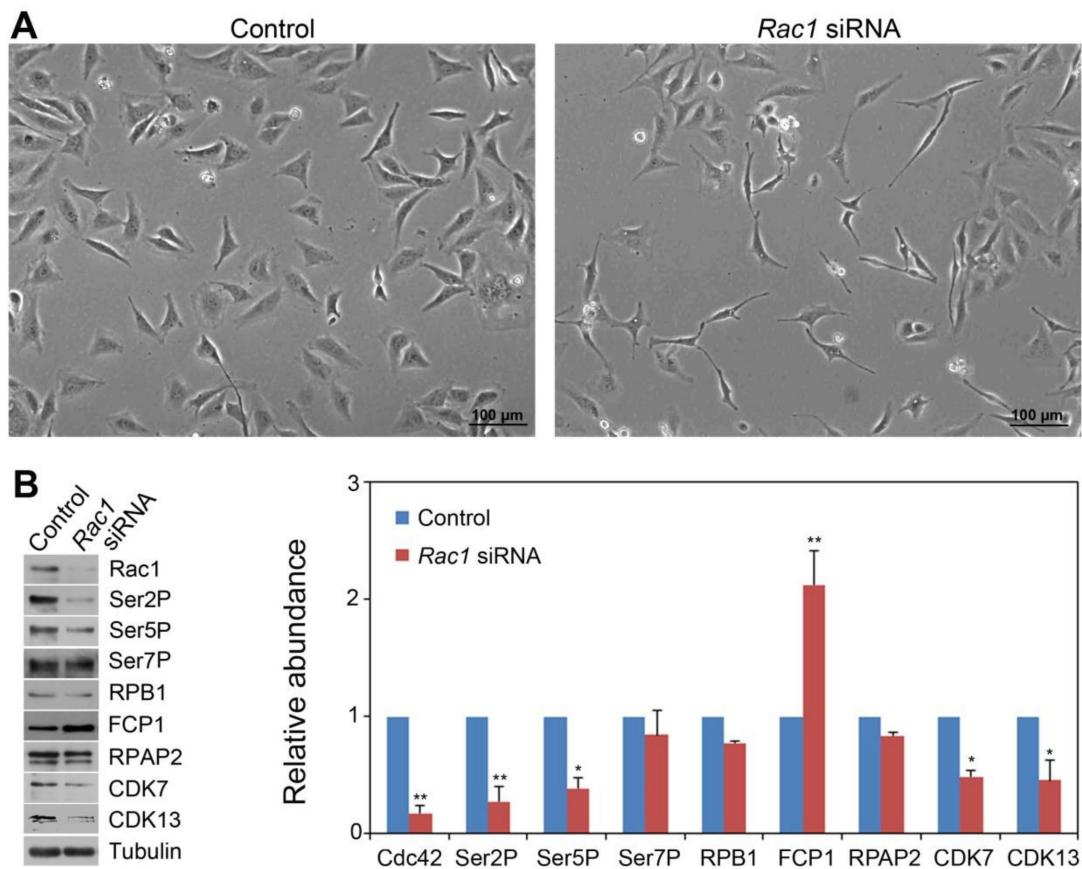 A
Control
Rac1 siRNA
100 µm
100 µm
B
Control
Rac1
siRNA
Rac1
Ser2P
Ser5P
Ser7P
RPB1
FCP1
RPAP2
CDK7
CDK13
Tubulin
Relative abundance
3
2
1
0
Control
Rac1 siRNA
**
**
*
**
*
*
Cdc42 Ser2P Ser5P Ser7P RPB1 FCP1 RPAP2 CDK7 CDK13